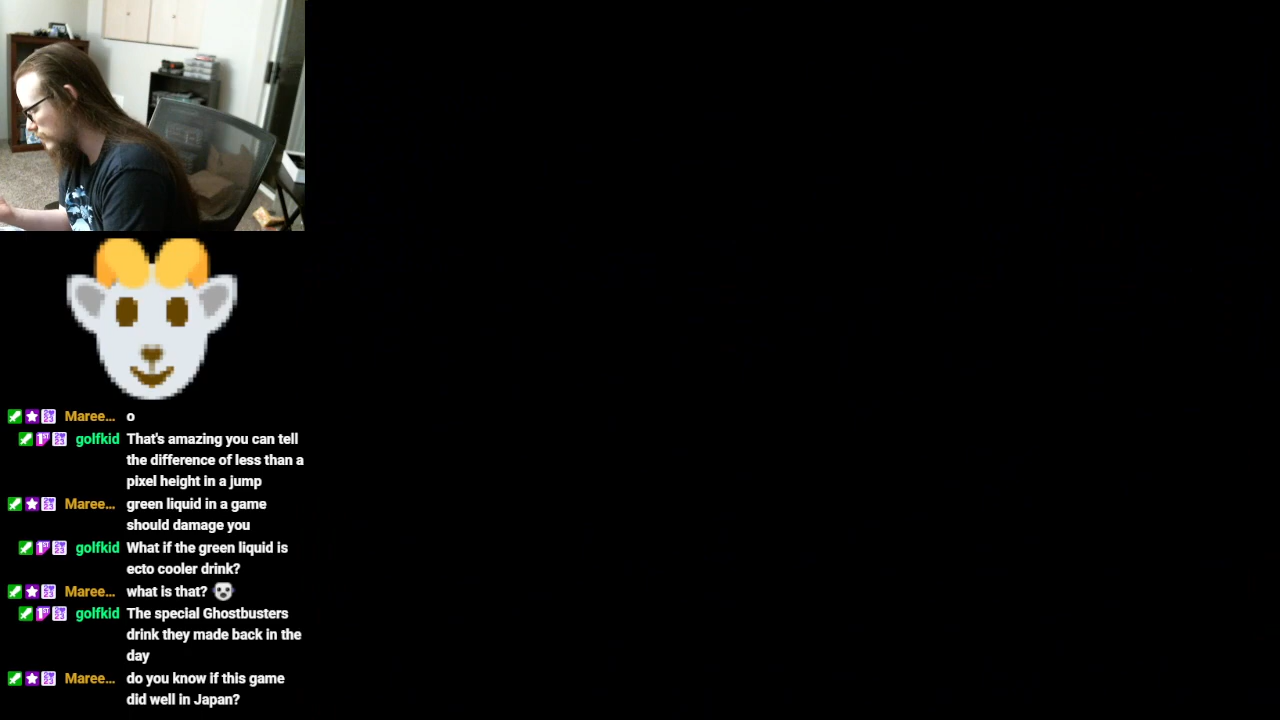 Maree... o
golfkid That's amazing you can tell
the difference of less than a
pixel height in a jump
Maree... green liquid in a game
should damage you
golfkid What if the green liquid is
ecto cooler drink?
Maree... what is that?
golfkid The special Ghostbusters
drink they made back in the
day
Maree... do you know if this game
did well in Japan?